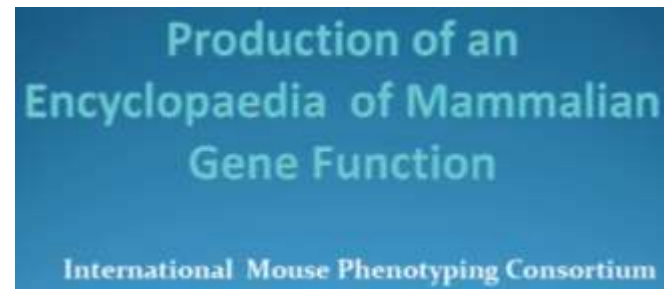 Production of an
Encyclopaedia of Mammalian
Gene Function
International Mouse Phenotyping Consortium